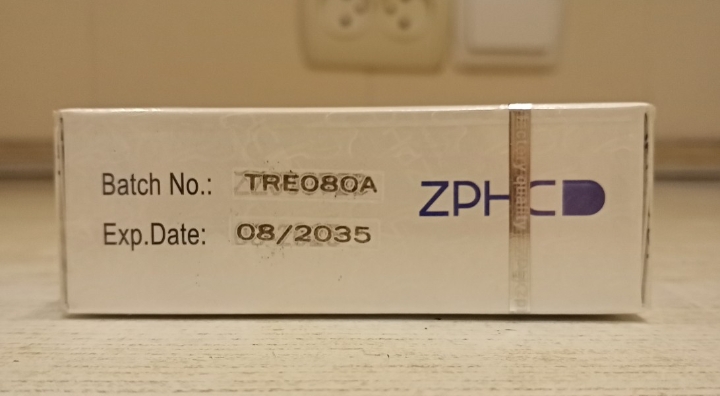 Batch No.: TRE080A
Exp.Date: 08/2035
ZPHC